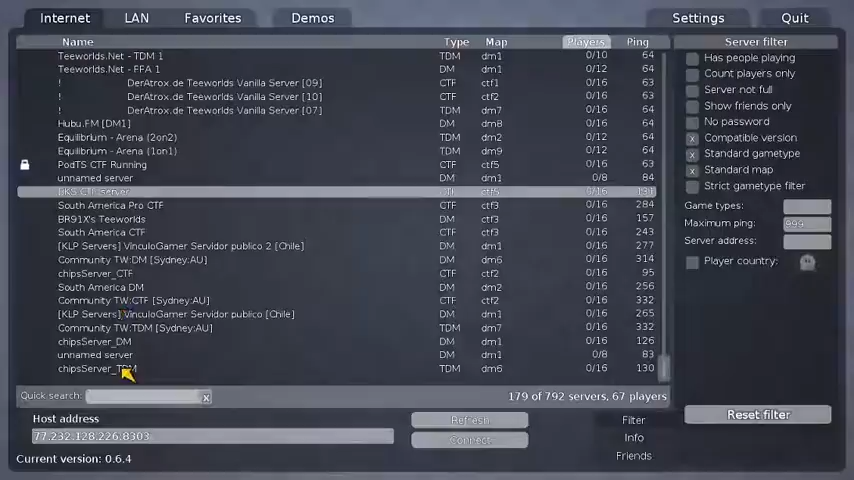 Internet LAN Favorites Demos Settings Quit
Name Type Map Players Ping
Teeworlds.Net - TDM 1 TDM dm1 0/10 64
Teeworlds.Net - FFA 1 DM dm1 0/12 64
! DerAtrox.de Teeworlds Vanilla Server [09] CTF ctf1 0/16 63
! DerAtrox.de Teeworlds Vanilla Server [10] CTF ctf2 0/16 63
! DerAtrox.de Teeworlds Vanilla Server [07] TDM dm7 0/16 63
Hubu.FM [DM1] DM dm8 0/16 64
Equilibrium - Arena (2on2) TDM dm2 0/12 64
Equilibrium - Arena (1on1) TDM dm9 0/12 64
PodTS CTF Running CTF ctf5 0/16 63
unnamed server DM dm1 0/8 84
DKS CTF server CTF ctf5 0/16 131
South America Pro CTF CTF ctf3 0/16 284
BR91X's Teeworlds DM ctf3 0/16 157
South America CTF CTF ctf3 0/16 243
[KLP Servers] VinculoGamer Servidor publico 2 [Chile] DM dm1 0/16 277
Community TW:DM [Sydney:AU] DM dm6 0/16 314
chipsServer_CTF CTF ctf2 0/16 95
South America DM DM dm2 0/16 256
Community TW:CTF [Sydney:AU] CTF ctf2 0/16 332
[KLP Servers] VinculoGamer Servidor publico [Chile] DM dm1 0/16 265
Community TW:TDM [Sydney:AU] TDM dm7 0/16 332
chipsServer_DM DM dm1 0/16 126
unnamed server DM dm1 0/8 83
chipsServer_TDM TDM dm6 0/16 130
Quick search: x 179 of 792 servers, 67 players
Host address
77.232.128.226:8303
Refresh
Connect
Current version: 0.6.4
Filter
Info
Friends
Server filter
Has people playing
Count players only
Server not full
Show friends only
No password
x Compatible version
x Standard gametype
x Standard map
Strict gametype filter
Game types:
Maximum ping: 999
Server address:
Player country:
Reset filter